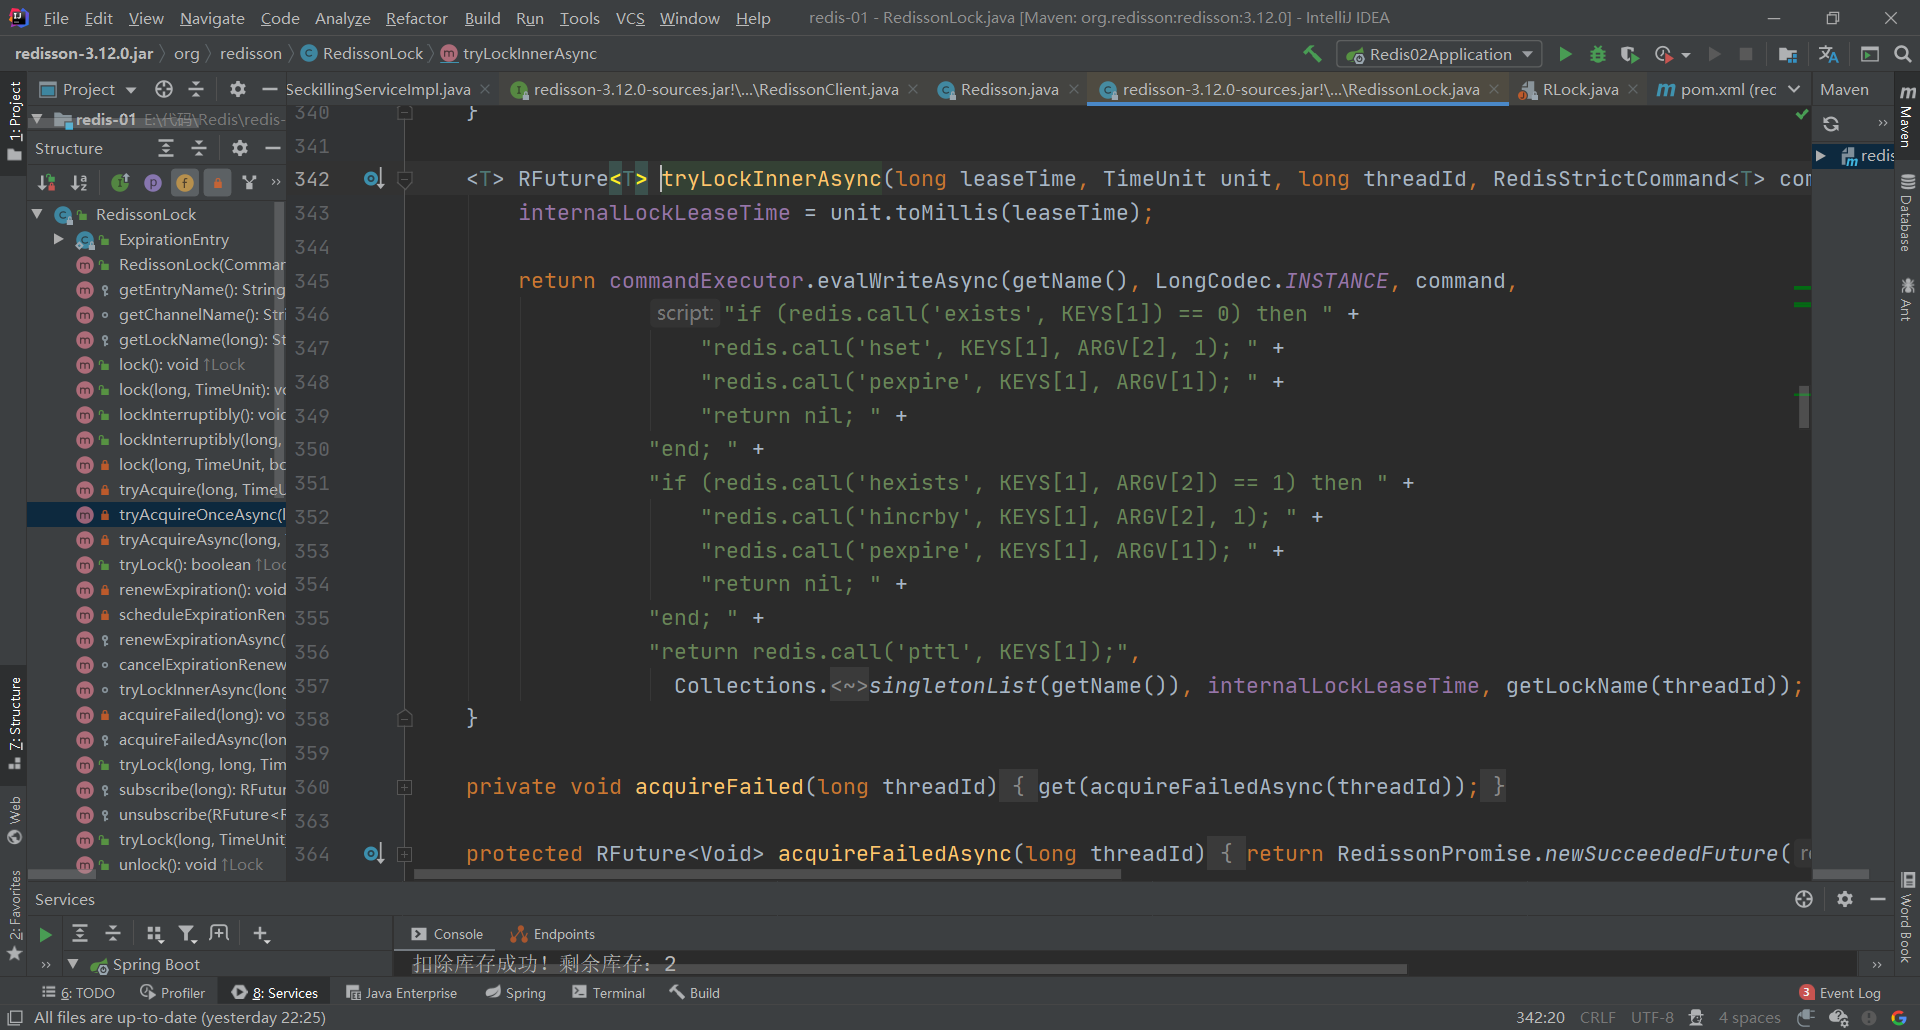 File Edit View Navigate Code Analyze Refactor Build Run Tools VCS Window Help redis-01 - RedissonLock.java [Maven: org.redisson:redisson:3.12.0] - IntelliJ IDEA
redisson-3.12.0.jar org redisson RedissonLock tryLockInnerAsync Redis02Application
1: Project
Project
SeckillingServiceImpl.java redisson-3.12.0-sources.jar!\...\RedissonClient.java Redisson.java redisson-3.12.0-sources.jar!\...\RedissonLock.java RLock.java pom.xml (rec Maven
redis-01 E:\代码\Redis\redis-
Structure
RedissonLock
ExpirationEntry
RedissonLock(Comman
getEntryName(): String
getChannelName(): Stri
getLockName(long): St
lock(): void ↑Lock
lock(long, TimeUnit): vo
lockInterruptibly(): void
lockInterruptibly(long,
lock(long, TimeUnit, bo
tryAcquire(long, TimeU
tryAcquireOnceAsync(l
tryAcquireAsync(long,
tryLock(): boolean ↑Loc
renewExpiration(): void
scheduleExpirationRen
renewExpirationAsync(
cancelExpirationRenew
tryLockInnerAsync(long
acquireFailed(long): vo
acquireFailedAsync(lon
tryLock(long, long, Tim
subscribe(long): RFutur
unsubscribe(RFuture<R
tryLock(long, TimeUnit
unlock(): void ↑Lock
340 }
341
342 <T> RFuture<T> tryLockInnerAsync(long leaseTime, TimeUnit unit, long threadId, RedisStrictCommand<T> com
343 internalLockLeaseTime = unit.toMillis(leaseTime);
344
345 return commandExecutor.evalWriteAsync(getName(), LongCodec.INSTANCE, command,
346 script: "if (redis.call('exists', KEYS[1]) == 0) then " +
347 "redis.call('hset', KEYS[1], ARGV[2], 1); " +
348 "redis.call('pexpire', KEYS[1], ARGV[1]); " +
349 "return nil; " +
350 "end; " +
351 "if (redis.call('hexists', KEYS[1], ARGV[2]) == 1) then " +
352 "redis.call('hincrby', KEYS[1], ARGV[2], 1); " +
353 "redis.call('pexpire', KEYS[1], ARGV[1]); " +
354 "return nil; " +
355 "end; " +
356 "return redis.call('pttl', KEYS[1]);",
357 Collections.<~>singletonList(getName()), internalLockLeaseTime, getLockName(threadId));
358 }
359
360 private void acquireFailed(long threadId) { get(acquireFailedAsync(threadId)); }
363
364 protected RFuture<Void> acquireFailedAsync(long threadId) { return RedissonPromise.newSucceededFuture( re
redis
Maven
Database
Ant
Word Book
7: Structure
Web
2: Favorites
Services
Console Endpoints
Spring Boot
扣除库存成功! 剩余库存: 2
6: TODO Profiler 8: Services Java Enterprise Spring Terminal Build 3 Event Log
All files are up-to-date (yesterday 22:25) 342:20 CRLF UTF-8 4 spaces